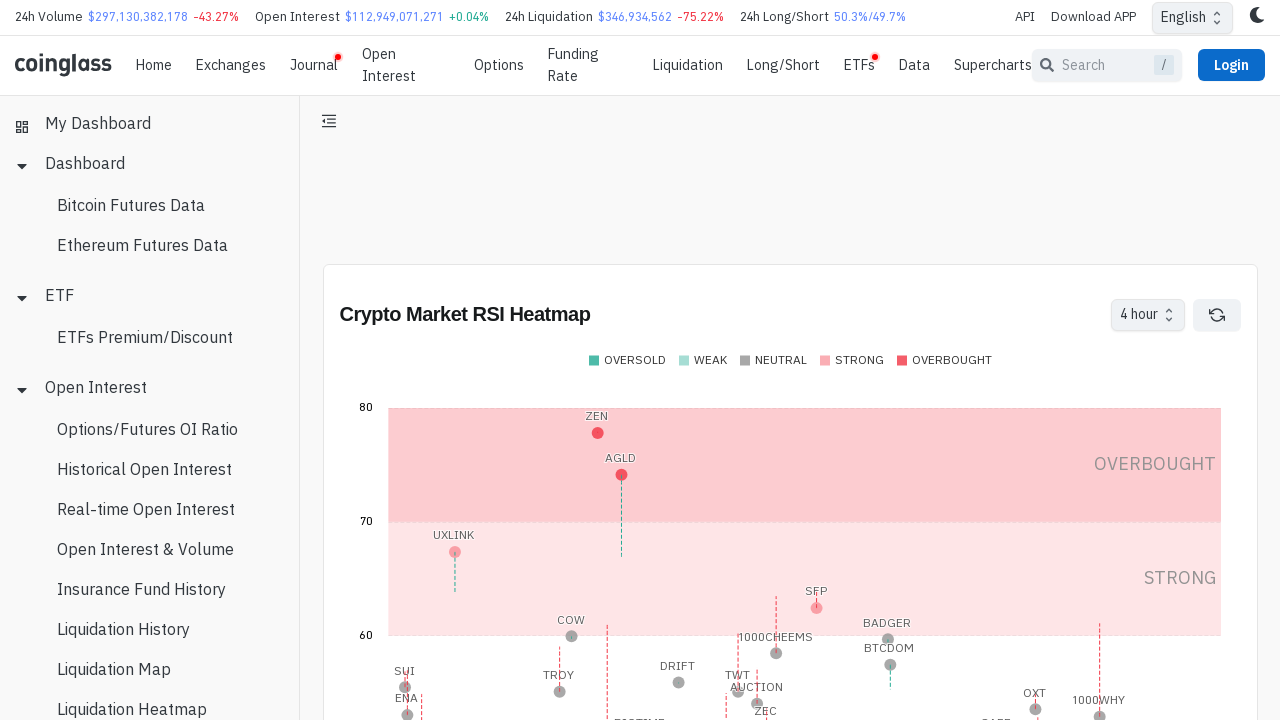 24h Volume $297,130,382,178 -43.27% Open Interest $112,949,071,271 +0.04% 24h Liquidation $346,934,562 -75.22% 24h Long/Short 50.3%/49.7% API Download APP English
coinglass Home Exchanges Journal Open Interest Options Funding Rate Liquidation Long/Short ETFs Data Supercharts Search / Login
My Dashboard
Dashboard
Bitcoin Futures Data
Ethereum Futures Data
ETF
ETFs Premium/Discount
Open Interest
Options/Futures OI Ratio
Historical Open Interest
Real-time Open Interest
Open Interest & Volume
Insurance Fund History
Liquidation History
Liquidation Map
Liquidation Heatmap
Crypto Market RSI Heatmap 4 hour
OVERSOLD WEAK NEUTRAL STRONG OVERBOUGHT
80
ZEN
AGLD
OVERBOUGHT
70
UXLINK
STRONG
SFP
COW
BADGER
60
1000CHEEMS
BTCDOM
DRIFT
SUI
TROY
TWT
AUCTION
ENA
OXT
1000WHY
ZEC